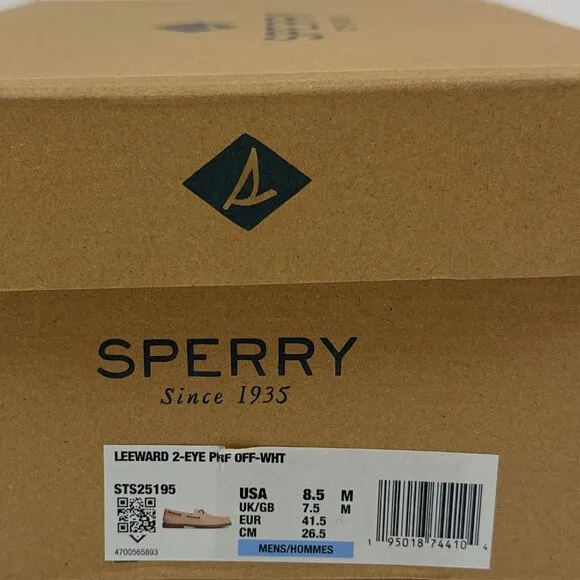 SPERRY
SPERRY
Since 1935
LEEWARD 2-EYE PRF OFF-WHT
STS25195
USA 8.5 M
UK/GB 7.5 M
EUR 41.5
CM 26.5
MENS/HOMMES
4700565893
1 95018 74410 4